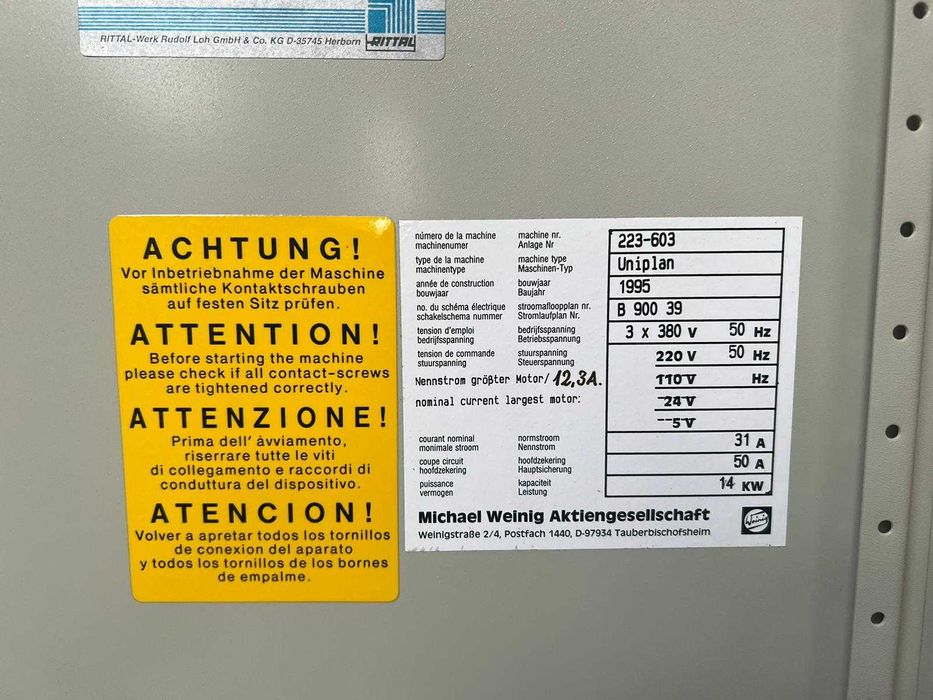 RITTAL-Werk Rudolf Loh GmbH & Co. KG D-35745 Herborn RITTAL
ACHTUNG!
Vor Inbetriebnahme der Maschine
sämtliche Kontaktschrauben
auf festen Sitz prüfen.
ATTENTION!
Before starting the machine
please check if all contact-screws
are tightened correctly.
ATTENZIONE!
Prima dell' àvviamento,
riserrare tutte le viti
di collegamento e raccordi di
conduttura del dispositivo.
ATENCION!
Volver a apretar todos los tornillos
de conexion del aparato
y todos los tornillos de los bornes
de empalme.
número de la machine machine nr. 223-603
machinenumer Anlage Nr
type de la machine machine type Uniplan
machinentype Maschinen-Typ
année de construction bouwjaar 1995
bouwjaar Baujahr
no. du schéma électrique stroomafloopplan nr. B 900 39
schakelschema nummer Stromlaufplan Nr.
tension d'emploi bedrijfsspanning 3 x 380 V 50 Hz
bedrijfsspanning Betriebsspannung
tension de commande stuurspanning 220 V 50 Hz
stuurspanning Steuerspannung
Nennstrom größter Motor/ 12,3A. 110 V Hz
nominal current largest motor: 24 V
5 V
courant nominal normstroom 31 A
monimale stroom Nennstrom
coupe circuit hoofdzekering 50 A
hoofdzekering Hauptsicherung
puissance kapaciteit 14 KW
vermogen Leistung
Michael Weinig Aktiengesellschaft
Weinigstraße 2/4, Postfach 1440, D-97934 Tauberbischofsheim
Weinig